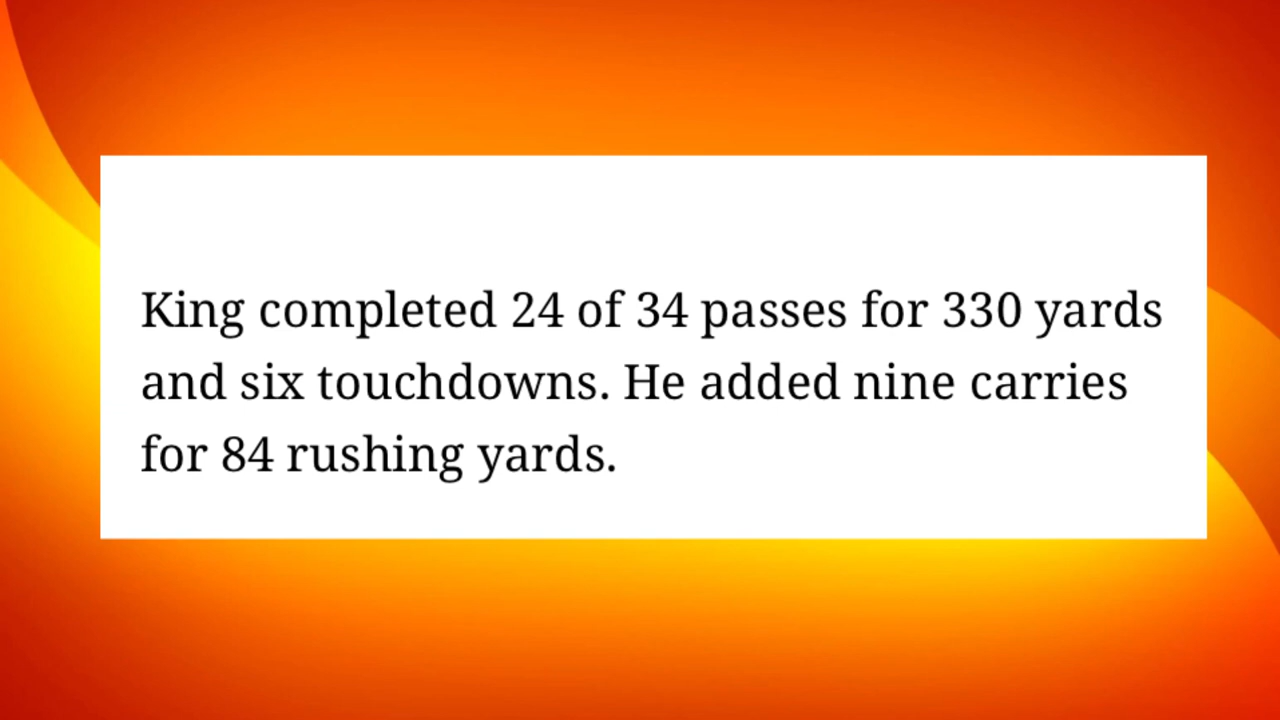 King completed 24 of 34 passes for 330 yards
and six touchdowns. He added nine carries
for 84 rushing yards.